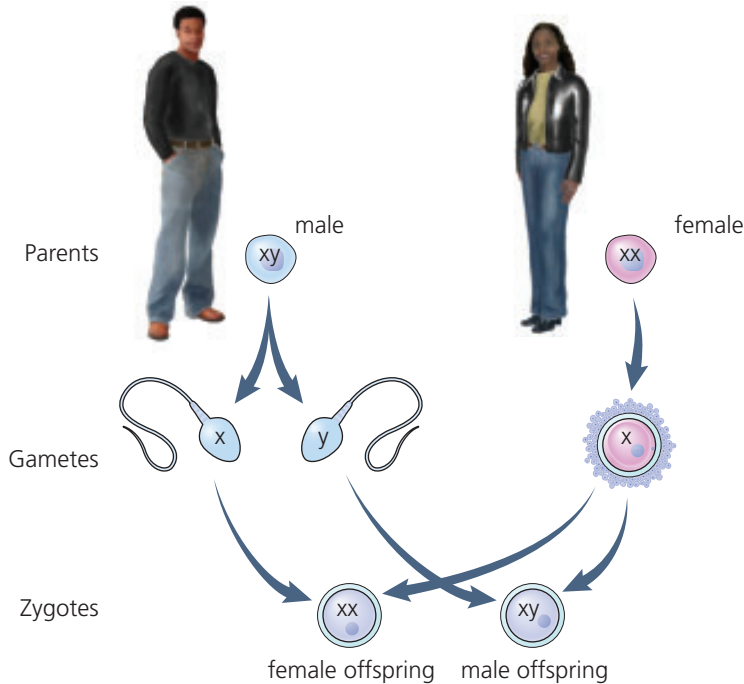 male
female
Parents
xy
xx
Gametes
x
y
x
Zygotes
xx
xy
female offspring
male offspring